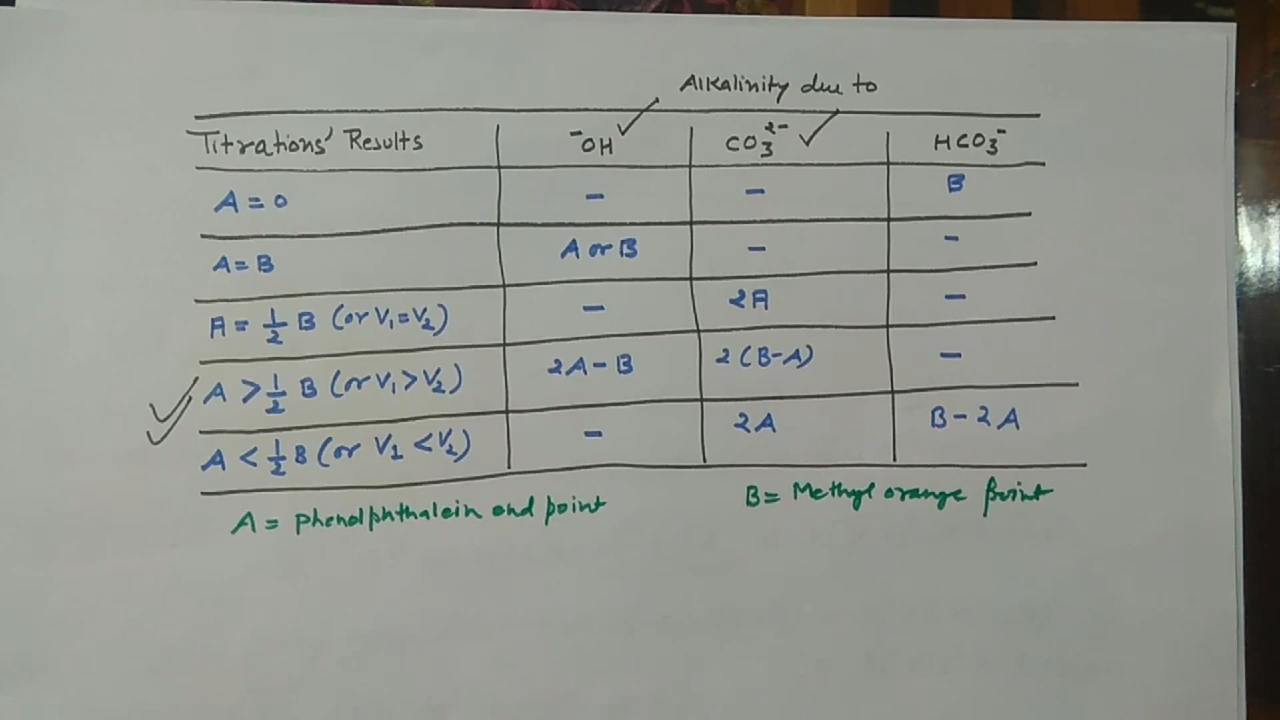 Alkalinity due to
Titrations' Results ⁻OH CO₃²⁻ HCO₃⁻
A = 0 - - B
A = B A or B - -
A = 1/2 B (or V₁ = V₂) - 2A -
A > 1/2 B (or V₁ > V₂) 2A - B 2(B-A) -
A < 1/2 B (or V₁ < V₂) - 2A B - 2A
A = Phenolphthalein end point B = Methyl orange point